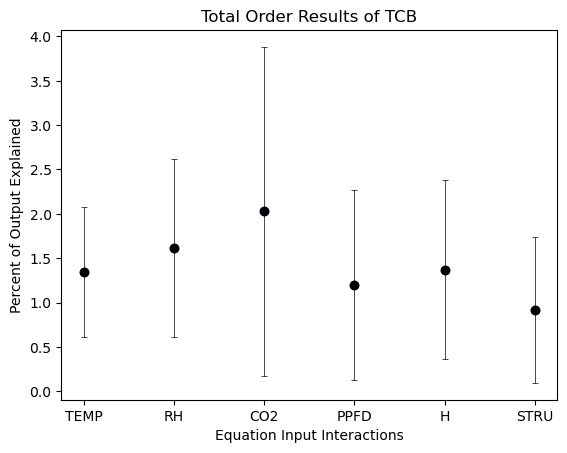 Total Order Results of TCB
Percent of Output Explained
4.0
3.5
3.0
2.5
2.0
1.5
1.0
0.5
0.0
TEMP RH CO2 PPFD H STRU
Equation Input Interactions